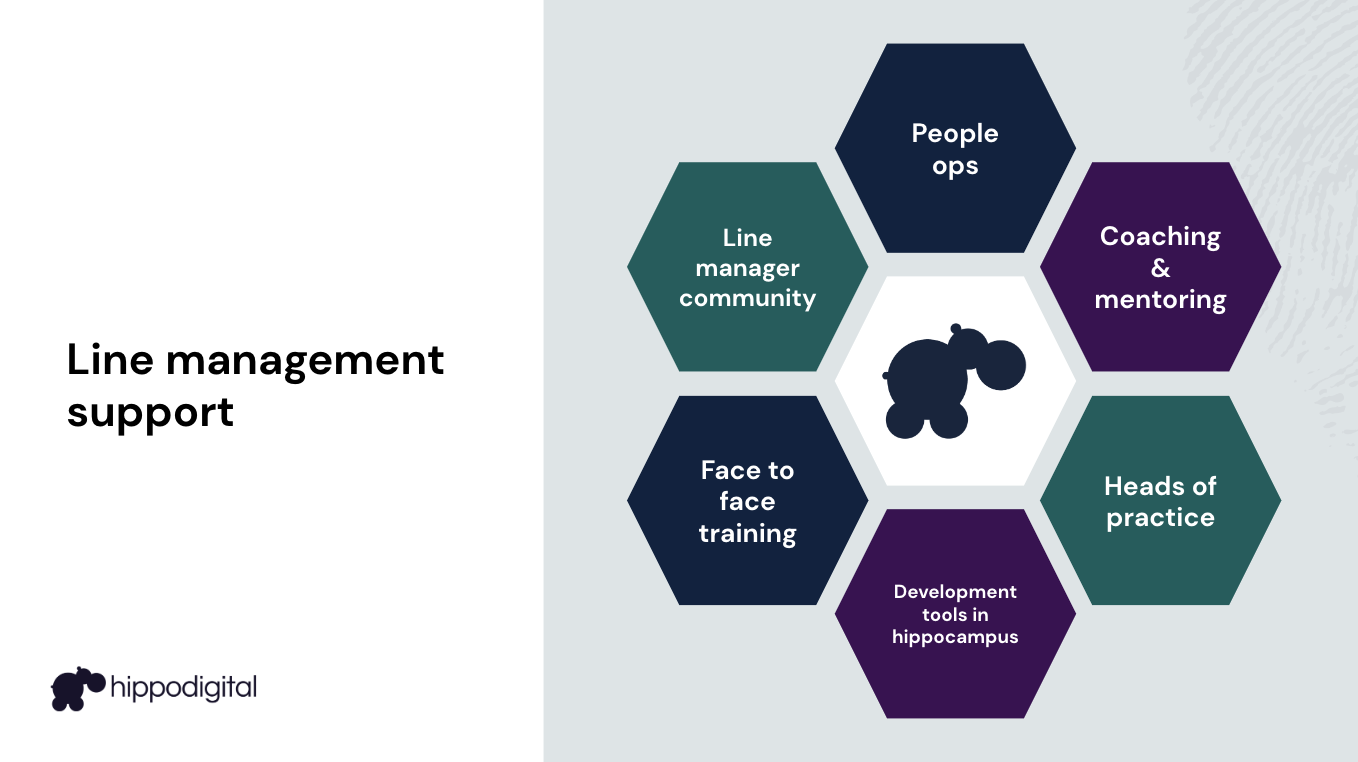 Line management
support
People
ops
Coaching
&
mentoring
Heads of
practice
Development
tools in
hippocampus
Face to
face
training
Line
manager
community
hippodigital